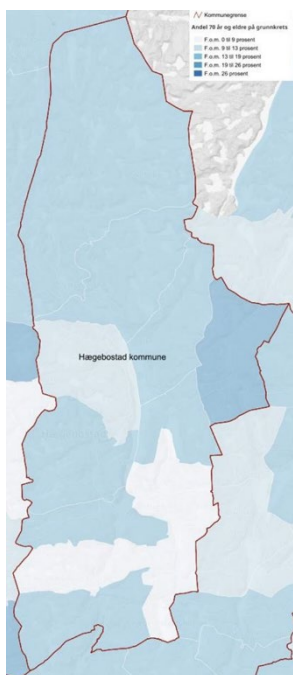 Kommunegrense
Andel 70 år og eldre på grunnkrets
F.o.m. 0 til 9 prosent
F.o.m. 9 til 13 prosent
F.o.m. 13 til 19 prosent
F.o.m. 19 til 26 prosent
F.o.m. 26 prosent
Hægebostad kommune